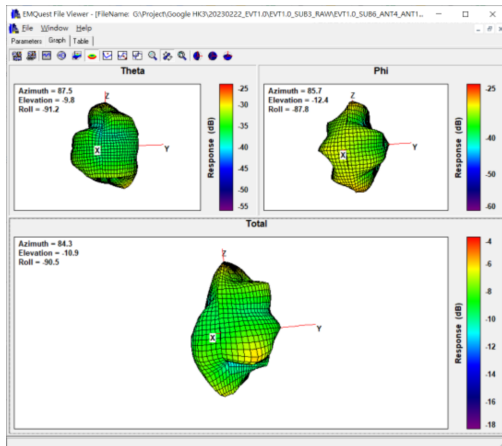 EMQuest File Viewer - [FileName: G:\Project\Google HK3\20230222_EVT1.0\EVT1.0_SUB3_RAW\EVT1.0_SUB6_ANT4_ANT1...
File Window Help
Parameters Graph Table
Theta
Azimuth = 87.5
Elevation = -9.8
Roll = -91.2
Z
X
Y
Response (dB)
-25
-30
-35
-40
-45
-50
-55
Phi
Azimuth = 85.7
Elevation = -12.4
Roll = -87.8
Z
X
Y
Response (dB)
-25
-30
-40
-50
-60
Total
Azimuth = 84.3
Elevation = -10.9
Roll = -90.5
Z
X
Y
Response (dB)
-4
-6
-8
-10
-12
-14
-16
-18